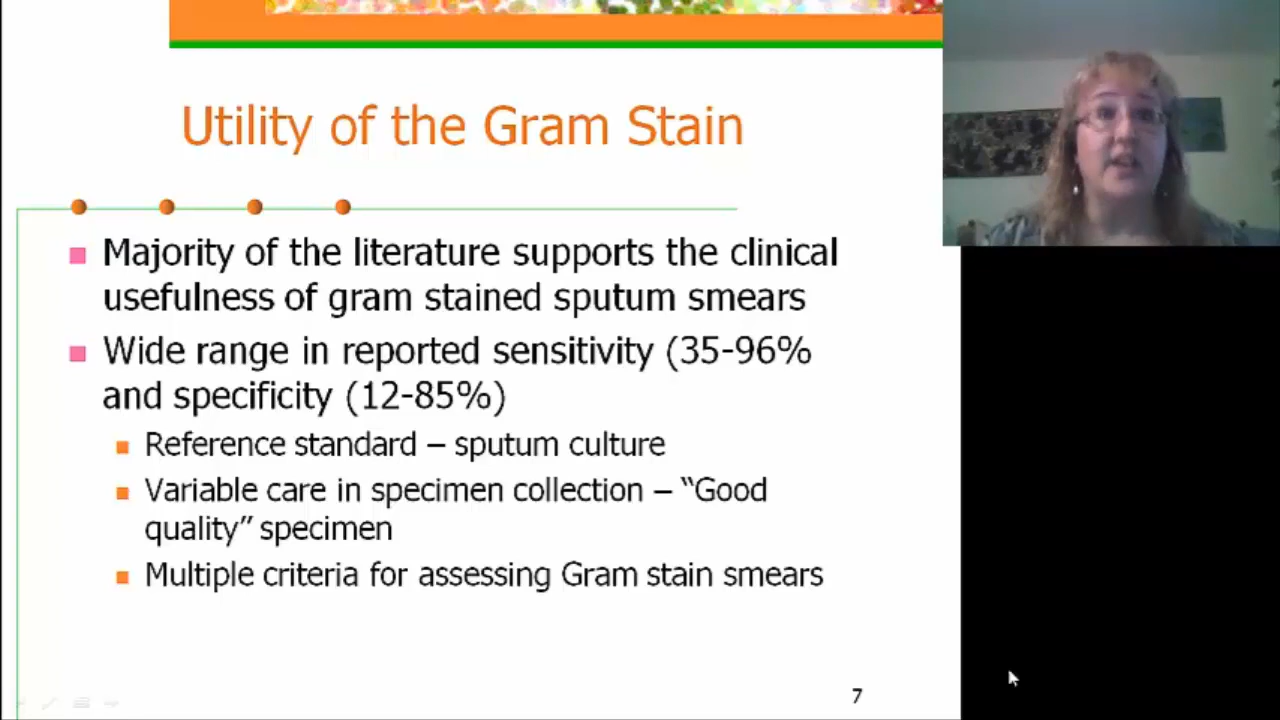 Utility of the Gram Stain
Majority of the literature supports the clinical
usefulness of gram stained sputum smears
Wide range in reported sensitivity (35-96%
and specificity (12-85%)
Reference standard – sputum culture
Variable care in specimen collection – “Good
quality” specimen
Multiple criteria for assessing Gram stain smears
7